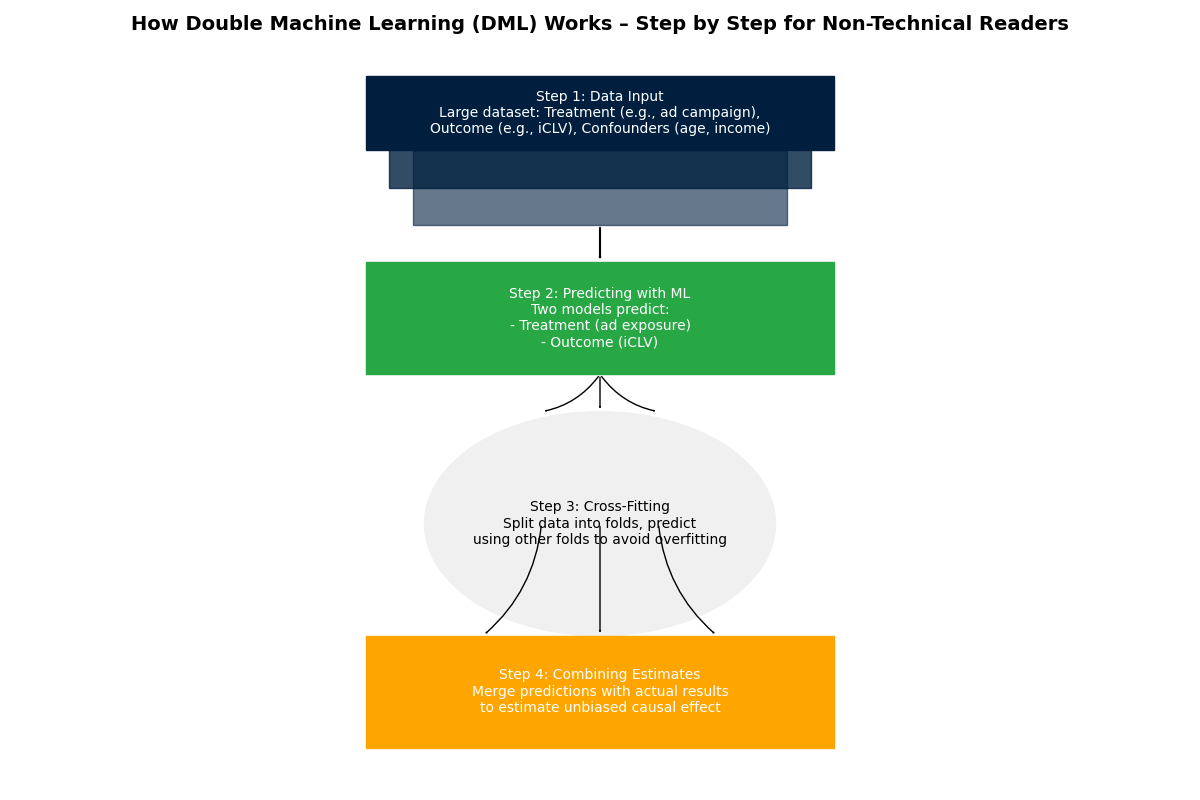 How Double Machine Learning (DML) Works – Step by Step for Non-Technical Readers
Step 1: Data Input
Large dataset: Treatment (e.g., ad campaign),
Outcome (e.g., iCLV), Confounders (age, income)
Step 2: Predicting with ML
Two models predict:
- Treatment (ad exposure)
- Outcome (iCLV)
Step 3: Cross-Fitting
Split data into folds, predict
using other folds to avoid overfitting
Step 4: Combining Estimates
Merge predictions with actual results
to estimate unbiased causal effect